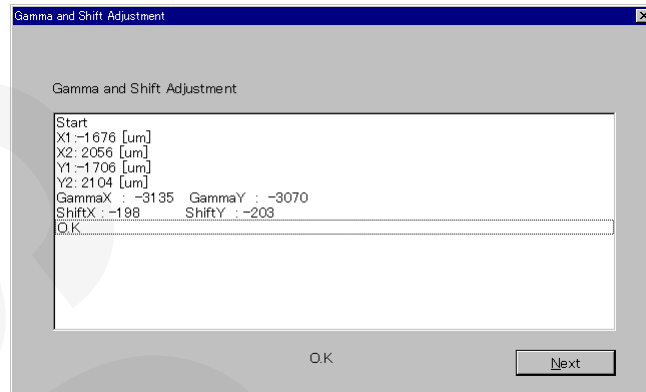 Gamma and Shift Adjustment
Gamma and Shift Adjustment
Start
X1:-1676 [um]
X2: 2056 [um]
Y1:-1706 [um]
Y2: 2104 [um]
GammaX : -3135 GammaY : -3070
ShiftX : -198 ShiftY : -203
O.K
O.K
Next